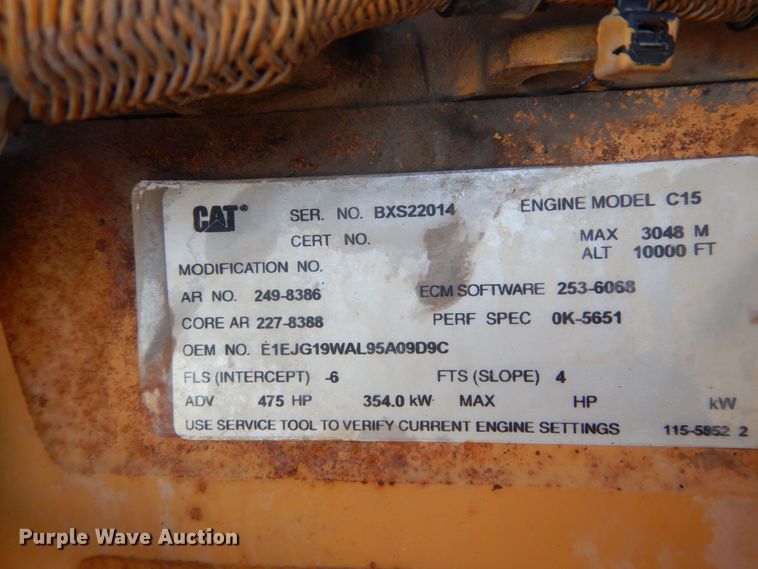 CAT® SER. NO. BXS22014 ENGINE MODEL C15
CERT NO. MAX 3048 M
ALT 10000 FT
MODIFICATION NO.
AR NO. 249-8386 ECM SOFTWARE 253-6068
CORE AR 227-8388 PERF SPEC 0K-5651
OEM NO. E1EJG19WAL95A09D9C
FLS (INTERCEPT) -6 FTS (SLOPE) 4
ADV 475 HP 354.0 kW MAX HP kW
USE SERVICE TOOL TO VERIFY CURRENT ENGINE SETTINGS 115-5952 2
Purple Wave Auction